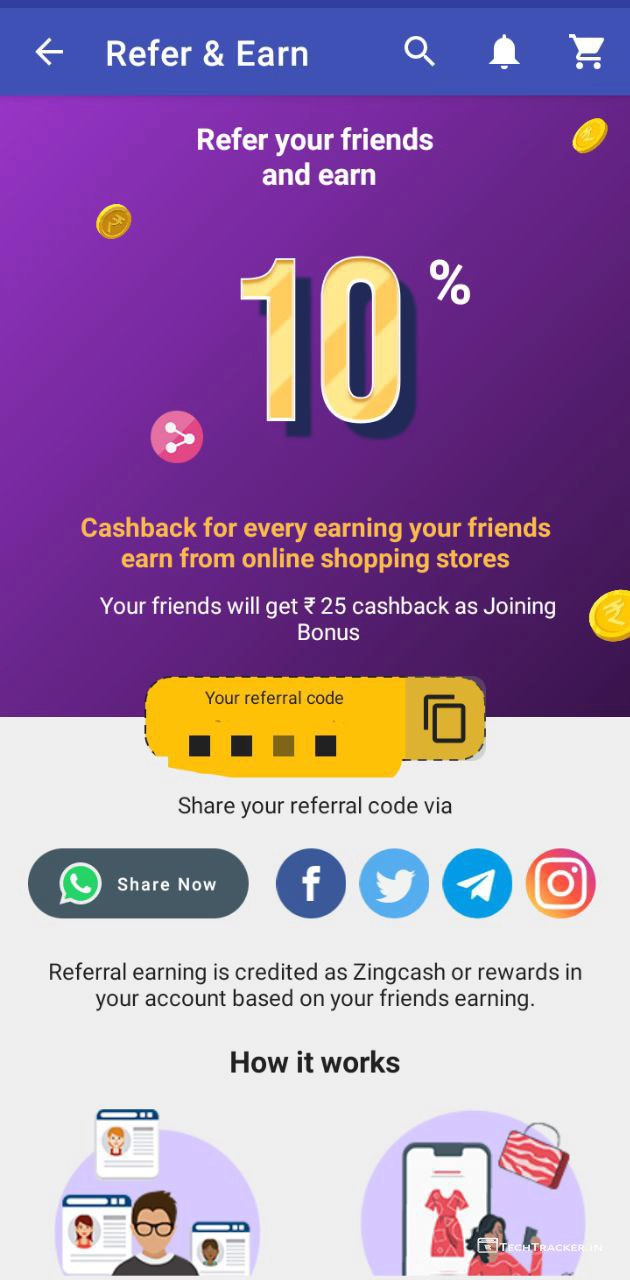 Refer & Earn
Refer your friends
and earn
10%
Cashback for every earning your friends
earn from online shopping stores
Your friends will get ₹ 25 cashback as Joining
Bonus
Your referral code
Share your referral code via
Share Now
Referral earning is credited as Zingcash or rewards in
your account based on your friends earning.
How it works
TechTracker.in